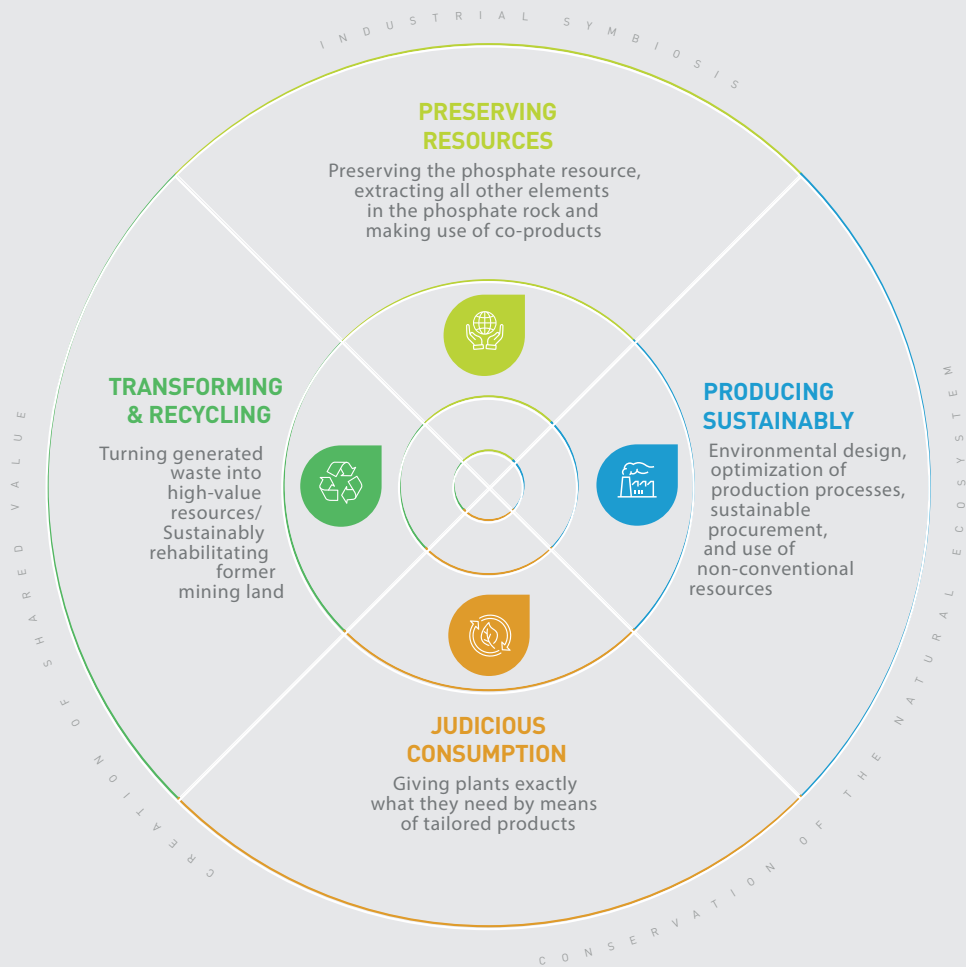 INDUSTRIAL SYMBIOSIS
PRESERVING
RESOURCES
Preserving the phosphate resource,
extracting all other elements
in the phosphate rock and
making use of co-products
TRANSFORMING
& RECYCLING
Turning generated
waste into
high-value
resources/
Sustainably
rehabilitating
former
mining land
PRODUCING
SUSTAINABLY
Environmental design,
optimization of
production processes,
sustainable
procurement,
and use of
non-conventional
resources
JUDICIOUS
CONSUMPTION
Giving plants exactly
what they need by means
of tailored products
CREATION OF SHARED VALUE
CONSERVATION OF THE NATURAL ECOSYSTEM